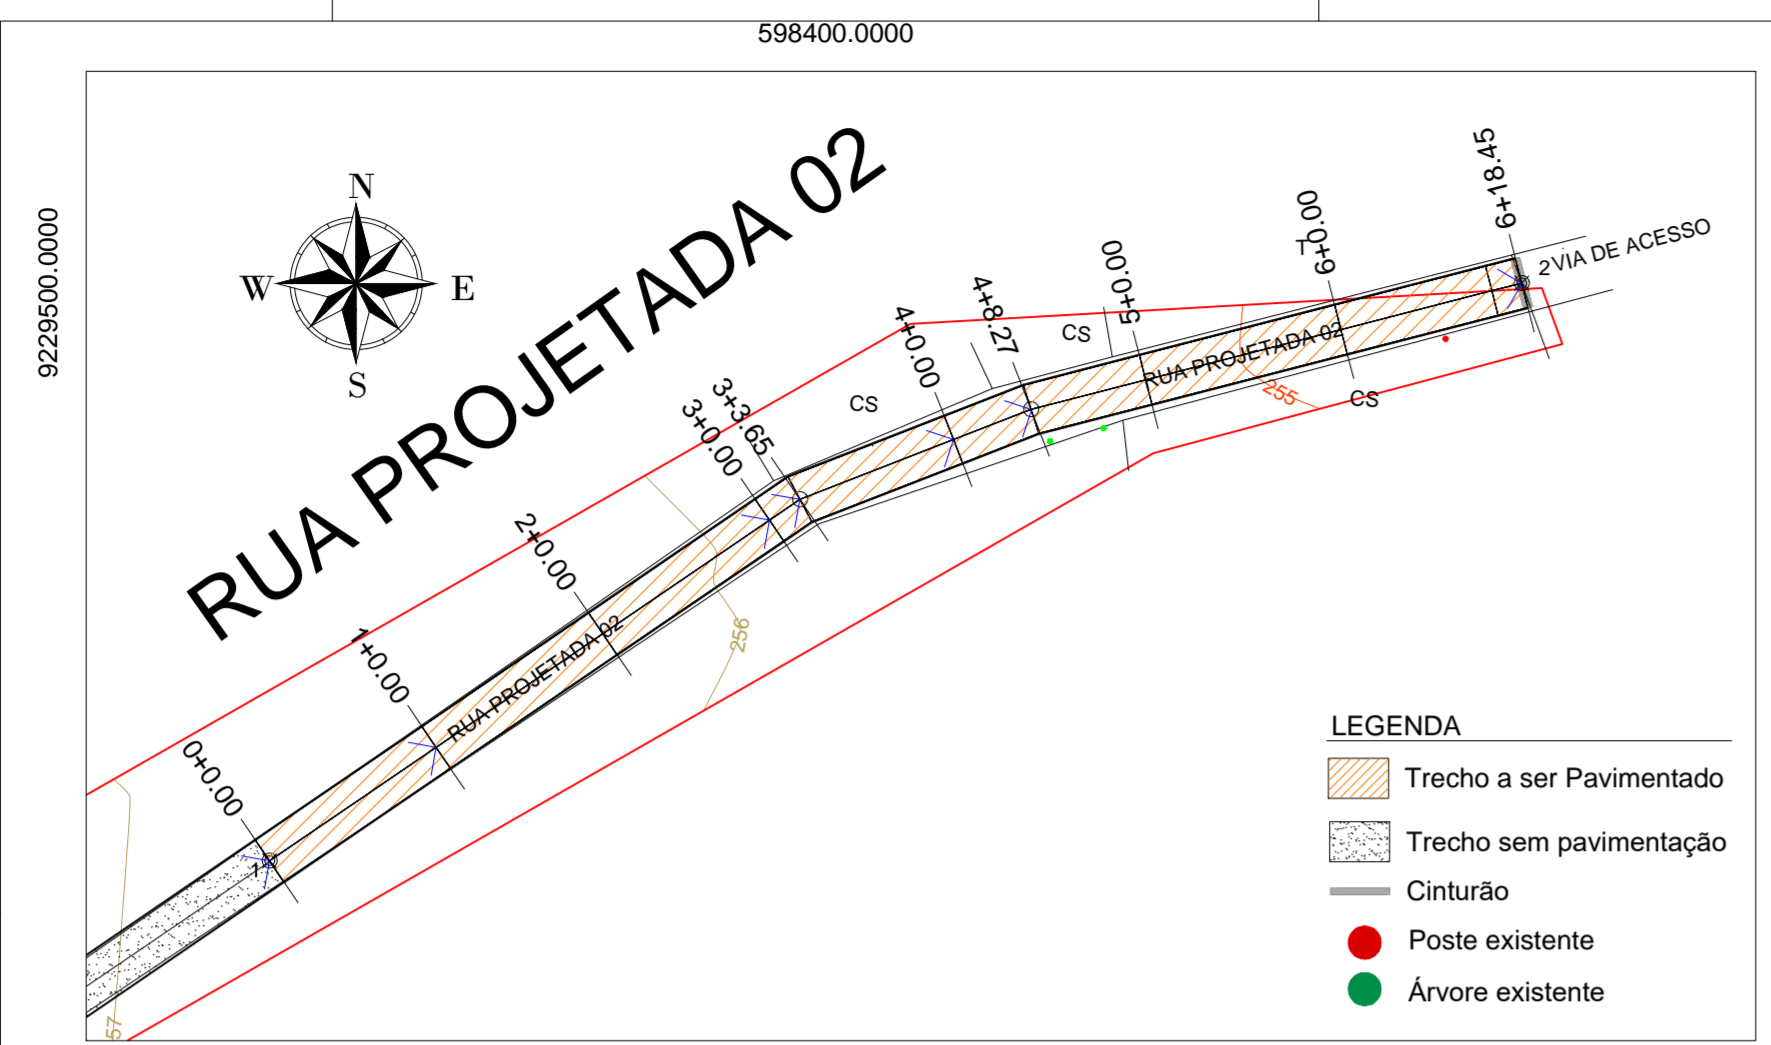 598400.0000
9229500.0000
RUA PROJETADA 02
N
W
E
S
0+0.00
1+0.00
2+0.00
3+0.00
3+3.65
4+0.00
4+8.27
5+0.00
6+0.00
6+18.45
T
CS
CS
CS
2
VIA DE ACESSO
RUA PROJETADA 02
RUA PROJETADA 02
255
256
57
1
LEGENDA
Trecho a ser Pavimentado
Trecho sem pavimentação
Cinturão
Poste existente
Árvore existente